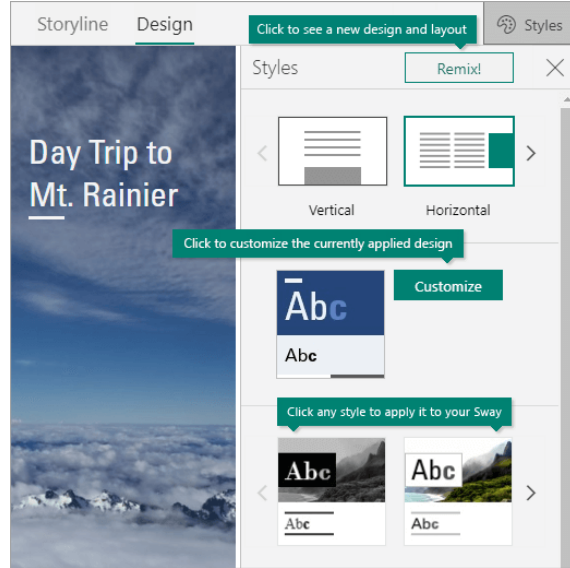 Storyline Design
Click to see a new design and layout
Styles
Styles
Remix!
Day Trip to
Mt. Rainier
Vertical
Horizontal
Click to customize the currently applied design
Customize
Abc
Abc
Click any style to apply it to your Sway
Abc
Abc
Abc
Abc